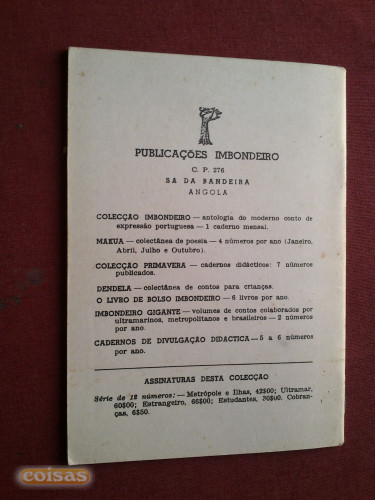 PUBLICAÇÕES IMBONDEIRO
C. P. 276
SA DA BANDEIRA
ANGOLA
COLECÇÃO IMBONDEIRO — antologia do moderno conto de
expressão portuguesa — 1 caderno mensal.
MÁKUA — colectânea de poesia — 4 números por ano (Janeiro,
Abril, Julho e Outubro).
COLECÇÃO PRIMAVERA — cadernos didácticos: 7 números
publicados.
DENDELA — colectânea de contos para crianças.
O LIVRO DE BOLSO IMBONDEIRO — 6 livros por ano.
IMBONDEIRO GIGANTE — volumes de contos colaborados por
ultramarinos, metropolitanos e brasileiros — 2 números
por ano.
CADERNOS DE DIVULGAÇÃO DIDACTICA — 5 a 6 números
por ano.
ASSINATURAS DESTA COLECÇÃO
Série de 12 números: — Metrópole e Ilhas, 42$00; Ultramar,
60$00; Estrangeiro, 66$00; Estudantes, 30$00. Cobran-
ças, 6$50.
coisas